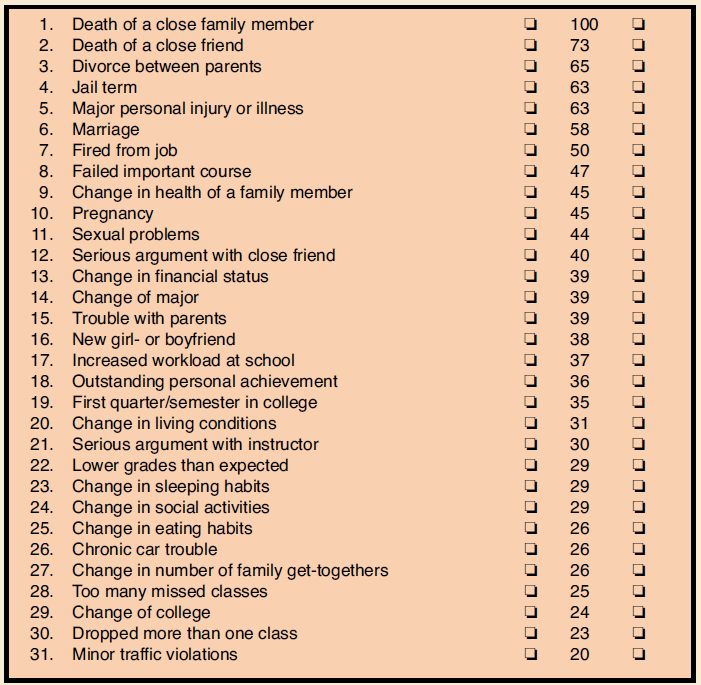 1. Death of a close family member ❏ 100 ❏
2. Death of a close friend ❏ 73 ❏
3. Divorce between parents ❏ 65 ❏
4. Jail term ❏ 63 ❏
5. Major personal injury or illness ❏ 63 ❏
6. Marriage ❏ 58 ❏
7. Fired from job ❏ 50 ❏
8. Failed important course ❏ 47 ❏
9. Change in health of a family member ❏ 45 ❏
10. Pregnancy ❏ 45 ❏
11. Sexual problems ❏ 44 ❏
12. Serious argument with close friend ❏ 40 ❏
13. Change in financial status ❏ 39 ❏
14. Change of major ❏ 39 ❏
15. Trouble with parents ❏ 39 ❏
16. New girl- or boyfriend ❏ 38 ❏
17. Increased workload at school ❏ 37 ❏
18. Outstanding personal achievement ❏ 36 ❏
19. First quarter/semester in college ❏ 35 ❏
20. Change in living conditions ❏ 31 ❏
21. Serious argument with instructor ❏ 30 ❏
22. Lower grades than expected ❏ 29 ❏
23. Change in sleeping habits ❏ 29 ❏
24. Change in social activities ❏ 29 ❏
25. Change in eating habits ❏ 26 ❏
26. Chronic car trouble ❏ 26 ❏
27. Change in number of family get-togethers ❏ 26 ❏
28. Too many missed classes ❏ 25 ❏
29. Change of college ❏ 24 ❏
30. Dropped more than one class ❏ 23 ❏
31. Minor traffic violations ❏ 20 ❏